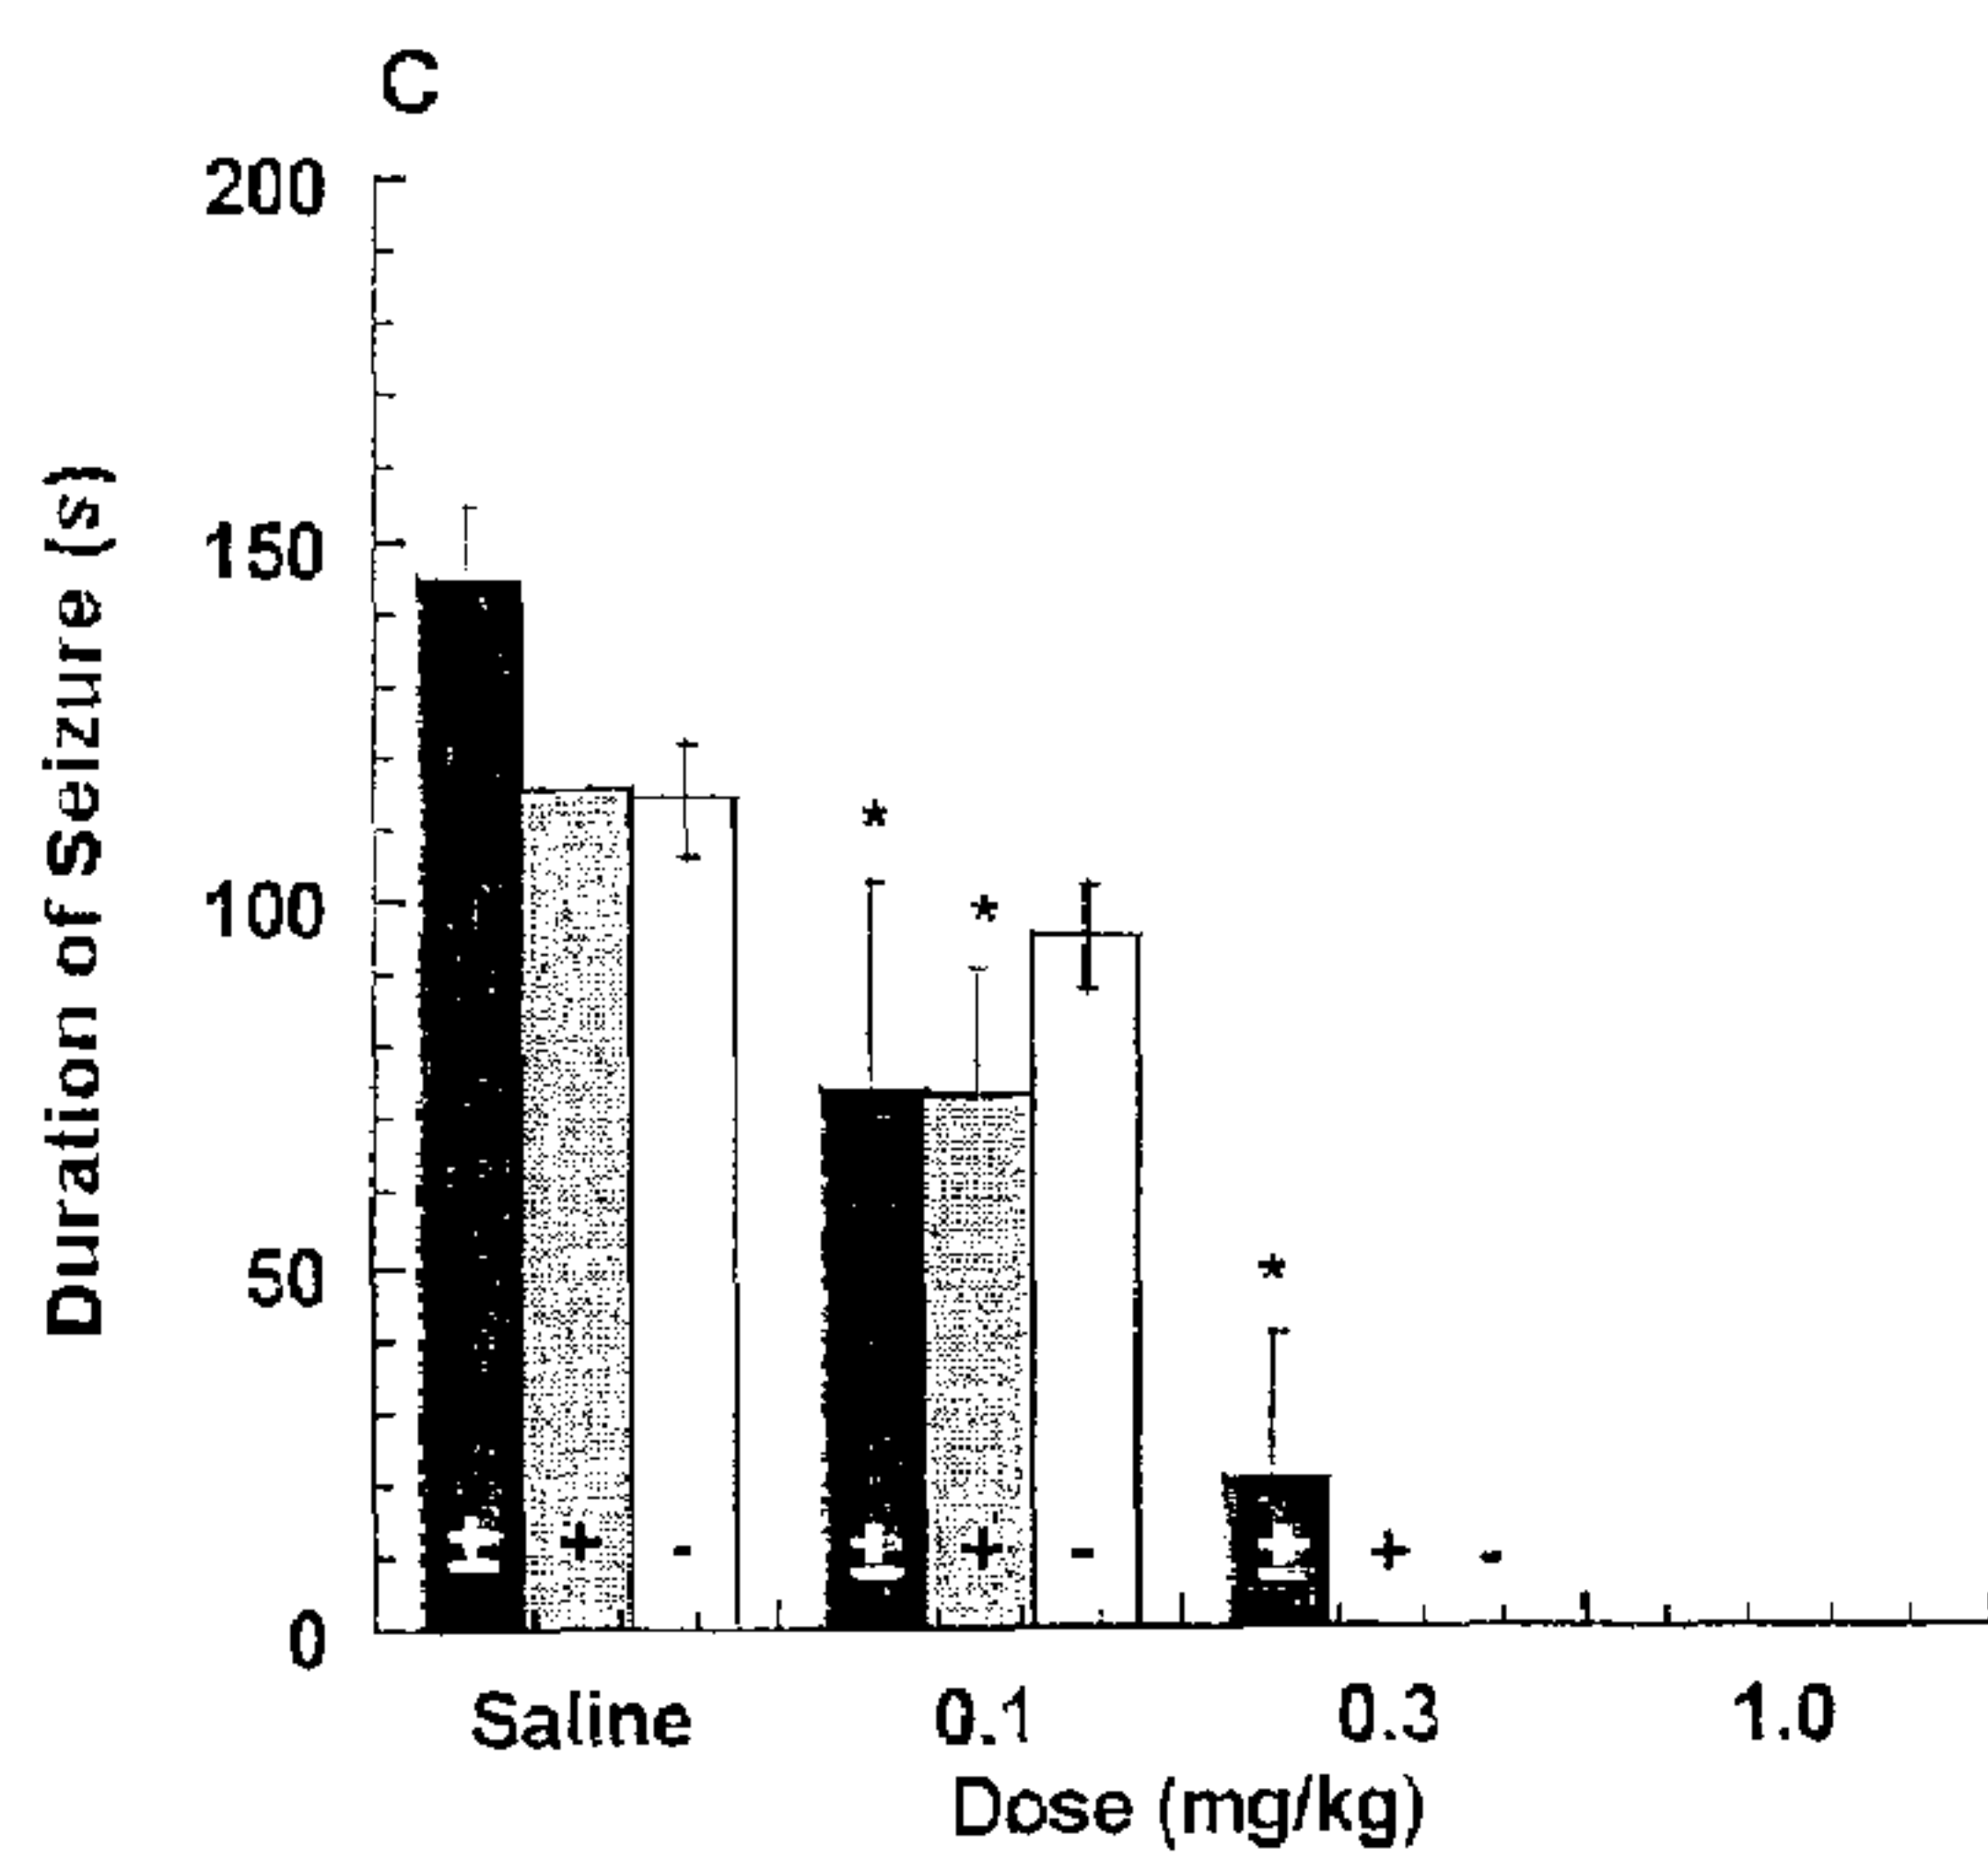 C
200
150
100
50
0
Duration of Seizure (s)
* * *
± + - ± + - ± + -
Saline 0.1 0.3 1.0
Dose (mg/kg)